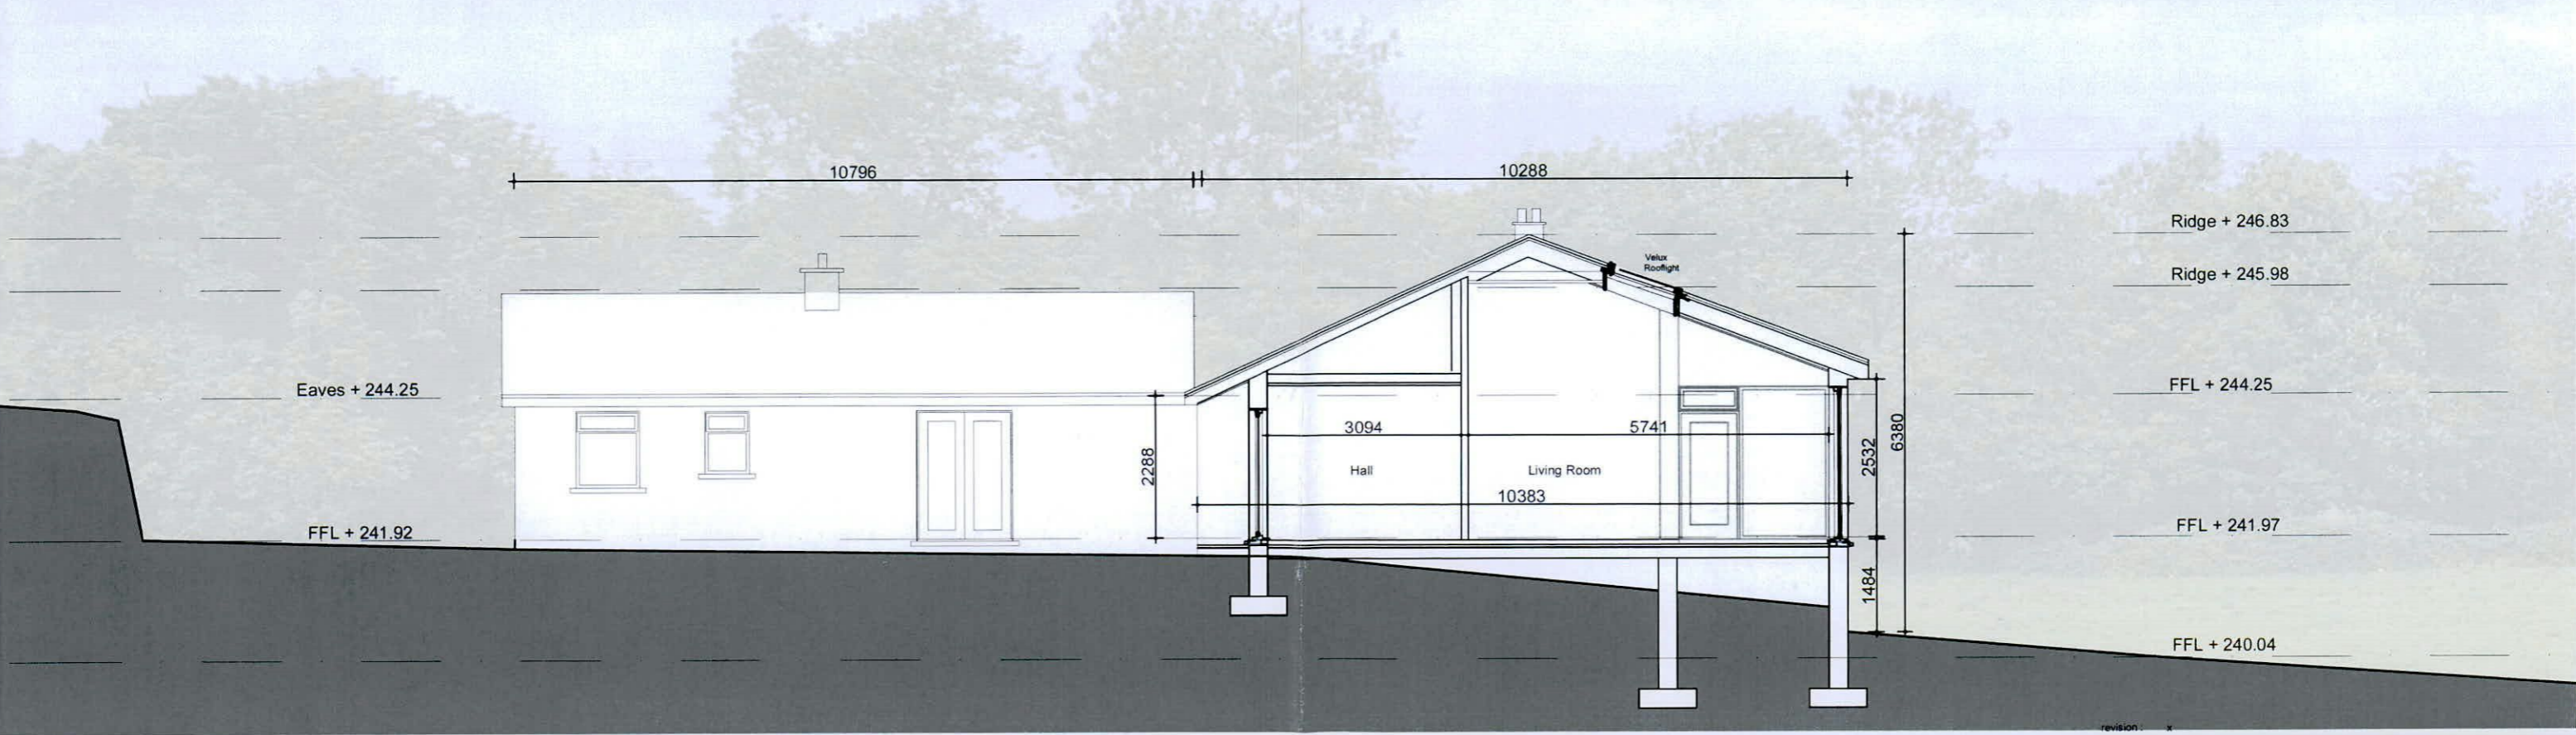 10796
10288
Ridge + 246.83
Velux
Rooflight
Ridge + 245.98
Eaves + 244.25
FFL + 244.25
3094
5741
6380
2288
Hall
Living Room
2532
10383
FFL + 241.92
FFL + 241.97
1484
FFL + 240.04
revision : x